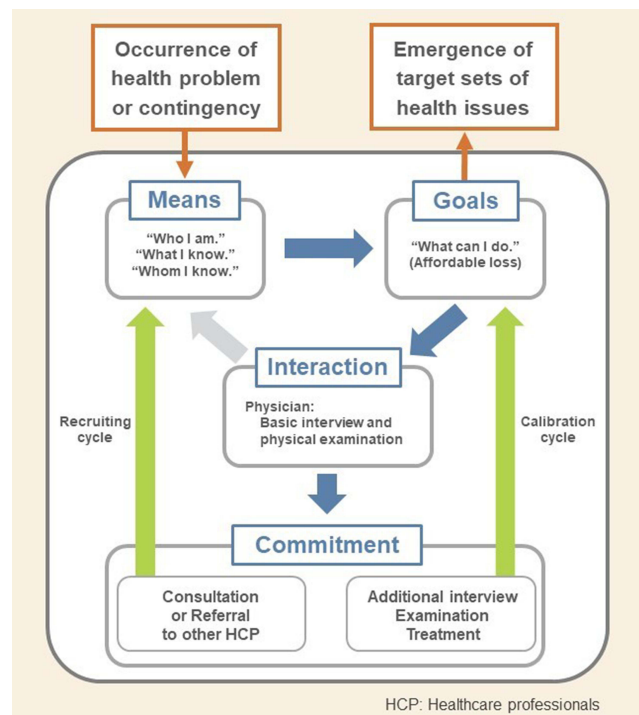 Occurrence of
health problem
or contingency
Emergence of
target sets of
health issues
Means
“Who I am.”
“What I know.”
“Whom I know.”
Goals
“What can I do.”
(Affordable loss)
Interaction
Physician:
Basic interview and
physical examination
Recruiting
cycle
Calibration
cycle
Commitment
Consultation
or Referral
to other HCP
Additional interview
Examination
Treatment
HCP: Healthcare professionals